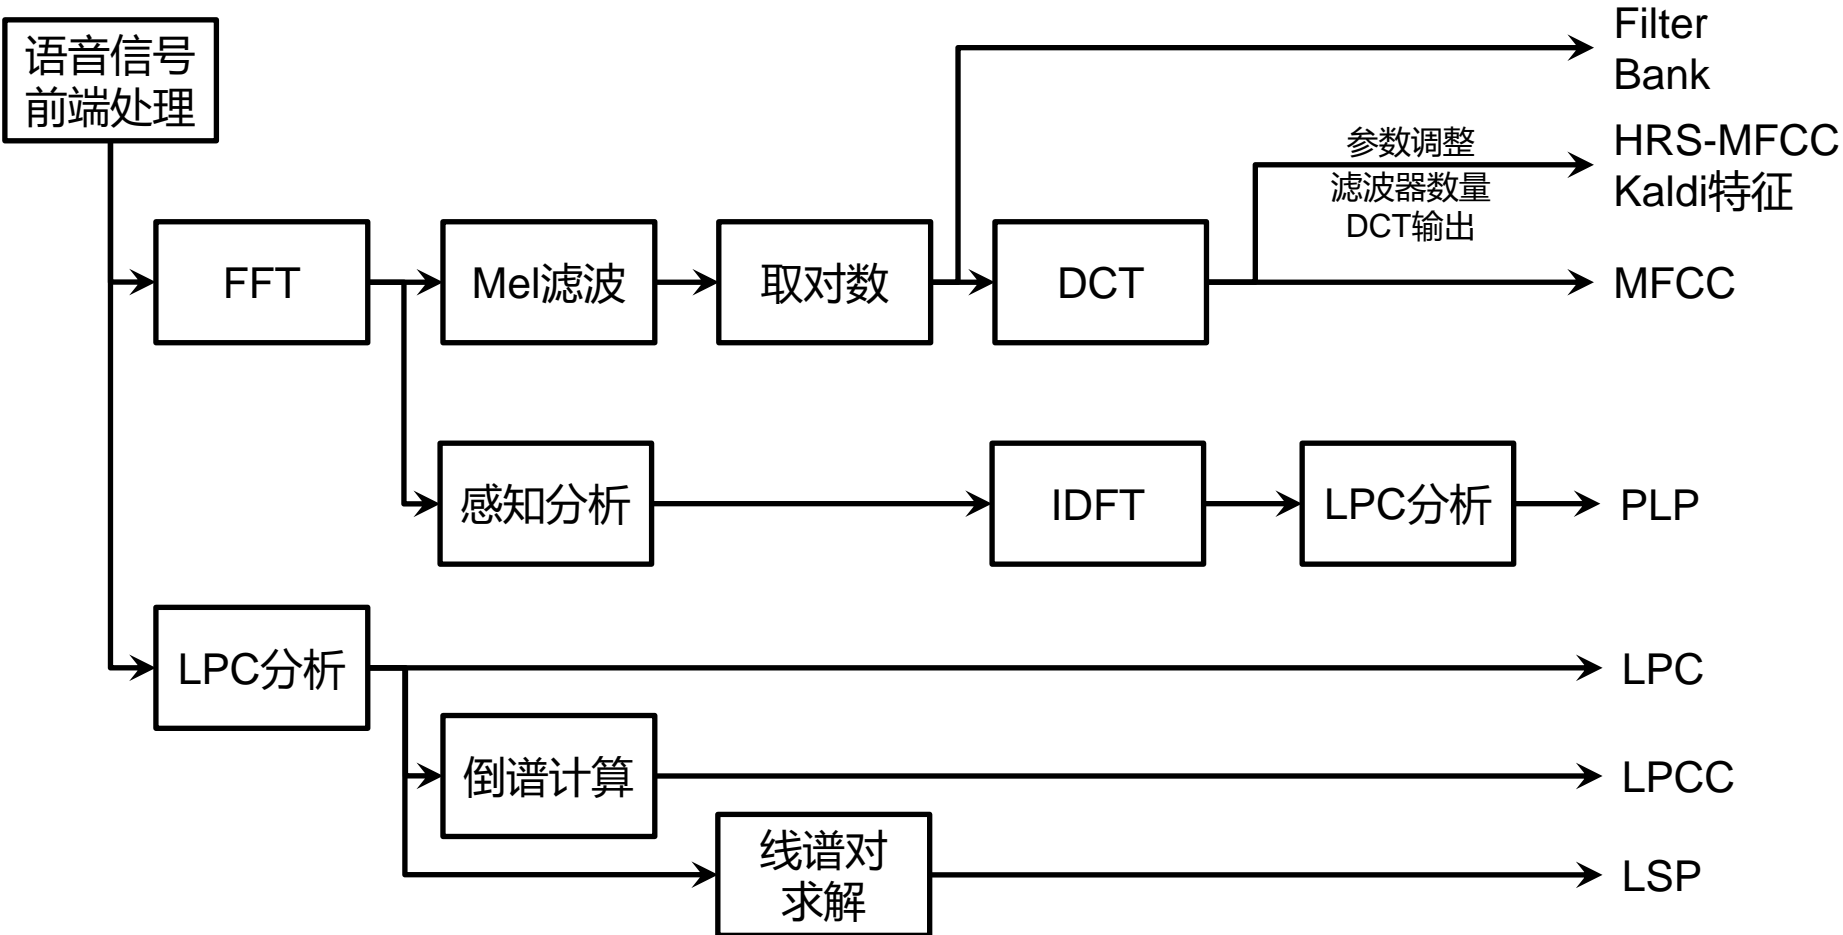 语音信号
前端处理
Filter
Bank
参数调整
HRS-MFCC
滤波器数量
Kaldi特征
DCT输出
FFT
Mel滤波
取对数
DCT
MFCC
感知分析
IDFT
LPC分析
PLP
LPC分析
LPC
倒谱计算
LPCC
线谱对
求解
LSP